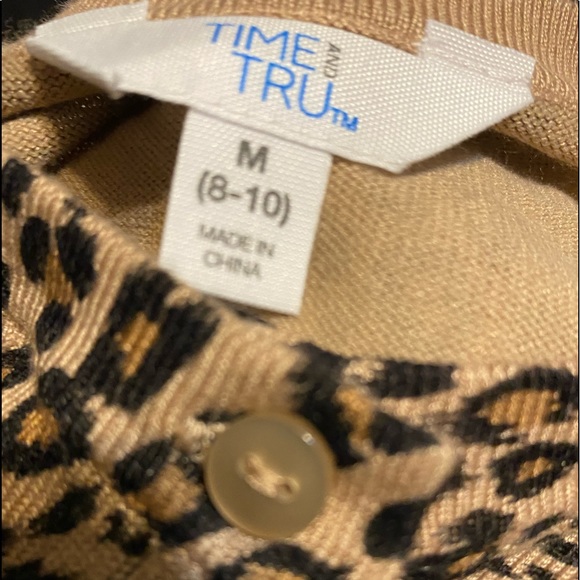 TIME
AND
TRU™
M
(8-10)
MADE IN
CHINA